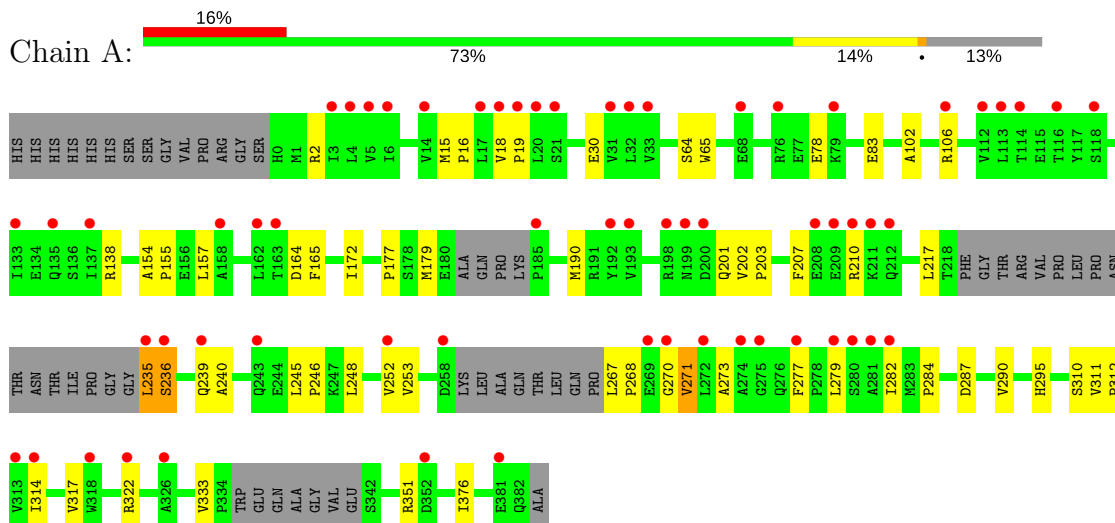 16%
Chain A:
73% 14% • 13%
HIS HIS HIS HIS HIS HIS SER SER GLY VAL PRO ARG GLY SER H0 M1 R2 I3 L4 V5 I6 V14 M15 P16 L17 V18 P19 L20 S21 E30 V31 L32 V33 S64 W65 E68 R76 E77 E78 K79 E83 A102 R106 V112 L113 T114 E115 T116 Y117 S118
I133 E134 Q135 S136 I137 R138 A154 P155 E156 L157 A158 L162 T163 D164 F165 I172 P177 S178 M179 E180 ALA GLN PRO LYS P185 M190 R191 Y192 V193 R198 N199 D200 Q201 V202 P203 F207 E208 E209 R210 K211 Q212 L217 T218 PHE GLY THR ARG VAL PRO LEU PRO ASN
THR ASN THR ILE PRO GLY GLY L235 S236 Q239 A240 Q243 E244 L245 P246 K247 L248 V252 V253 D258 LYS LEU ALA GLN THR LEU GLN PRO L267 P268 E269 G270 V271 L272 A273 A274 G275 Q276 F277 P278 L279 S280 A281 I282 M283 P284 D287 V290 H295 S310 V311 R312
V313 I314 V317 W318 R322 A326 V333 P334 TRP GLU GLN ALA GLY VAL GLU S342 R351 D352 I376 E381 Q382 ALA